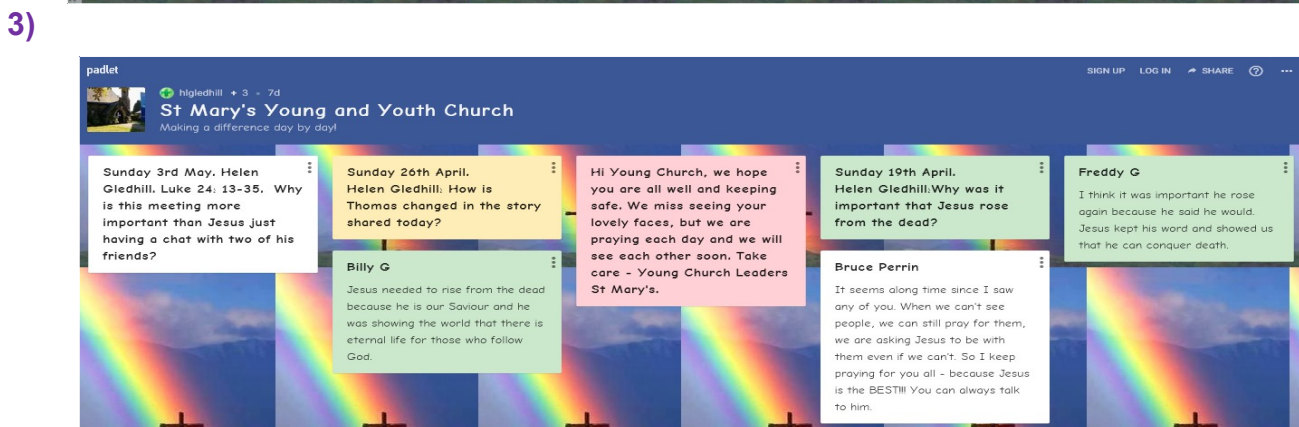 3)
padlet
SIGN UP LOG IN SHARE ? ...
hlgledhill + 3 • 7d
St Mary's Young and Youth Church
Making a difference day by day!
Sunday 3rd May. Helen
Gledhill. Luke 24: 13-35. Why
is this meeting more
important than Jesus just
having a chat with two of his
friends?
Sunday 26th April.
Helen Gledhill: How is
Thomas changed in the story
shared today?
Billy G
Jesus needed to rise from the dead
because he is our Saviour and he
was showing the world that there is
eternal life for those who follow
God.
Hi Young Church, we hope
you are all well and keeping
safe. We miss seeing your
lovely faces, but we are
praying each day and we will
see each other soon. Take
care - Young Church Leaders
St Mary's.
Sunday 19th April.
Helen Gledhill:Why was it
important that Jesus rose
from the dead?
Bruce Perrin
It seems along time since I saw
any of you. When we can't see
people, we can still pray for them,
we are asking Jesus to be with
them even if we can't. So I keep
praying for you all - because Jesus
is the BEST!!! You can always talk
to him.
Freddy G
I think it was important he rose
again because he said he would.
Jesus kept his word and showed us
that he can conquer death.